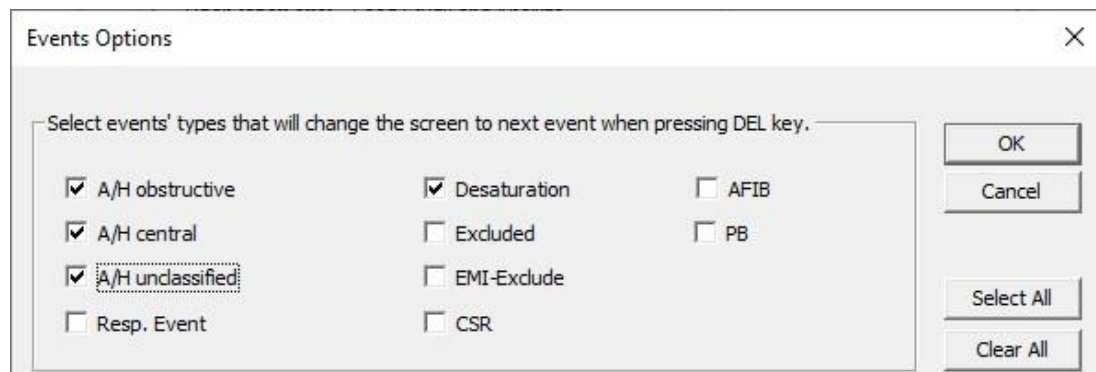 Events Options
Select events' types that will change the screen to next event when pressing DEL key.
A/H obstructive
Desaturation
AFIB
A/H central
Excluded
PB
A/H unclassified
EMI-Exclude
Resp. Event
CSR
OK
Cancel
Select All
Clear All